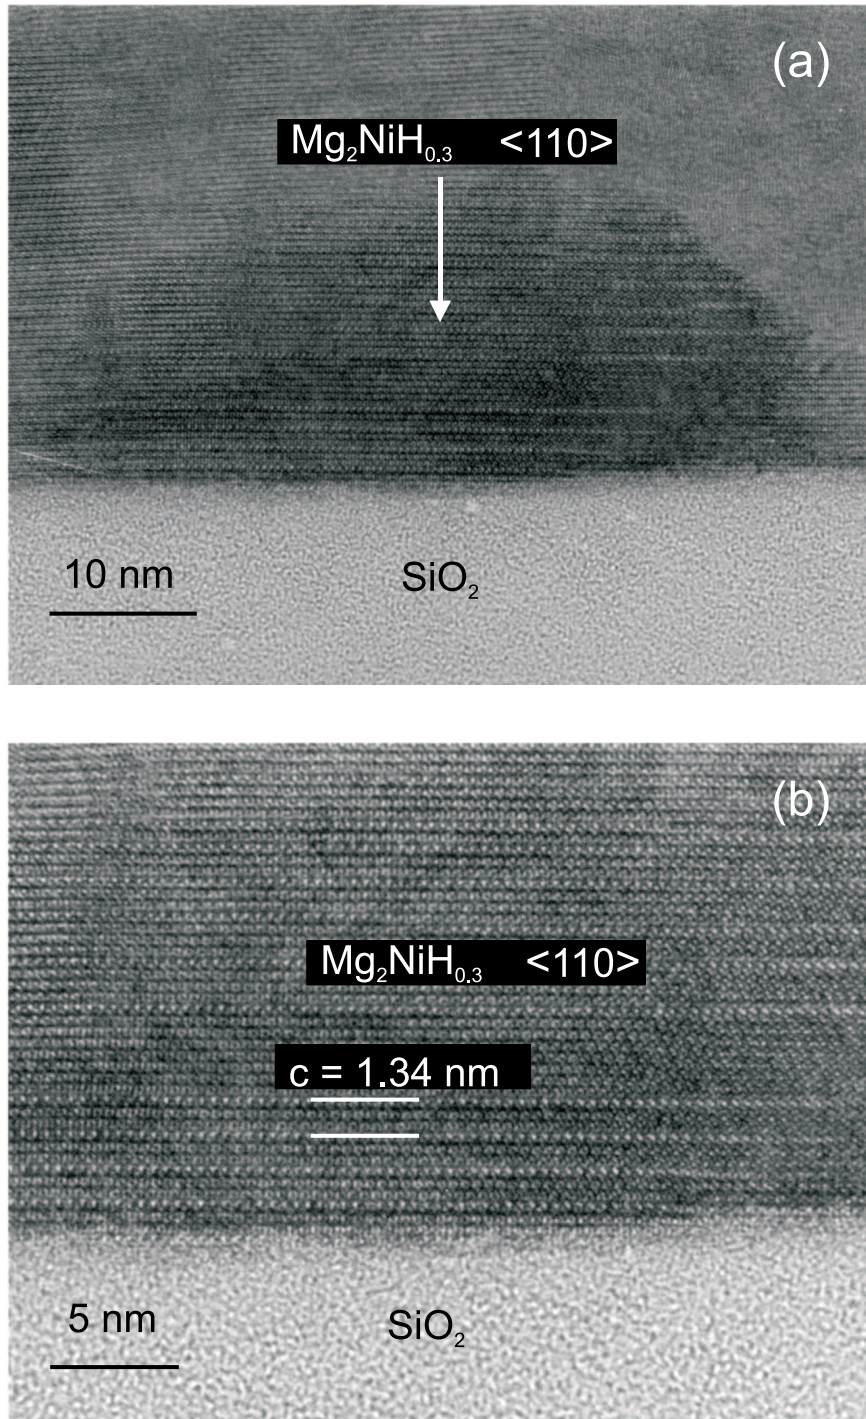 (a)
Mg₂NiH₀.₃ <110>
10 nm
SiO₂
(b)
Mg₂NiH₀.₃ <110>
c = 1.34 nm
5 nm
SiO₂